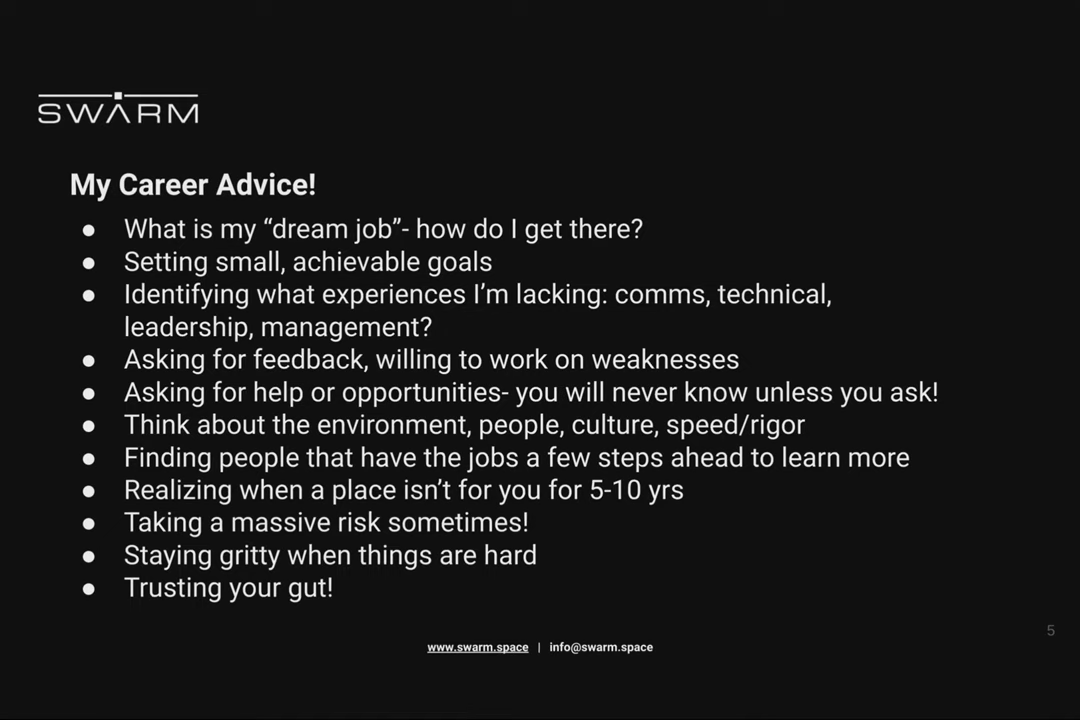 SWARM
My Career Advice!
● What is my “dream job”- how do I get there?
● Setting small, achievable goals
● Identifying what experiences I’m lacking: comms, technical,
leadership, management?
● Asking for feedback, willing to work on weaknesses
● Asking for help or opportunities- you will never know unless you ask!
● Think about the environment, people, culture, speed/rigor
● Finding people that have the jobs a few steps ahead to learn more
● Realizing when a place isn’t for you for 5-10 yrs
● Taking a massive risk sometimes!
● Staying gritty when things are hard
● Trusting your gut!
5
www.swarm.space | info@swarm.space